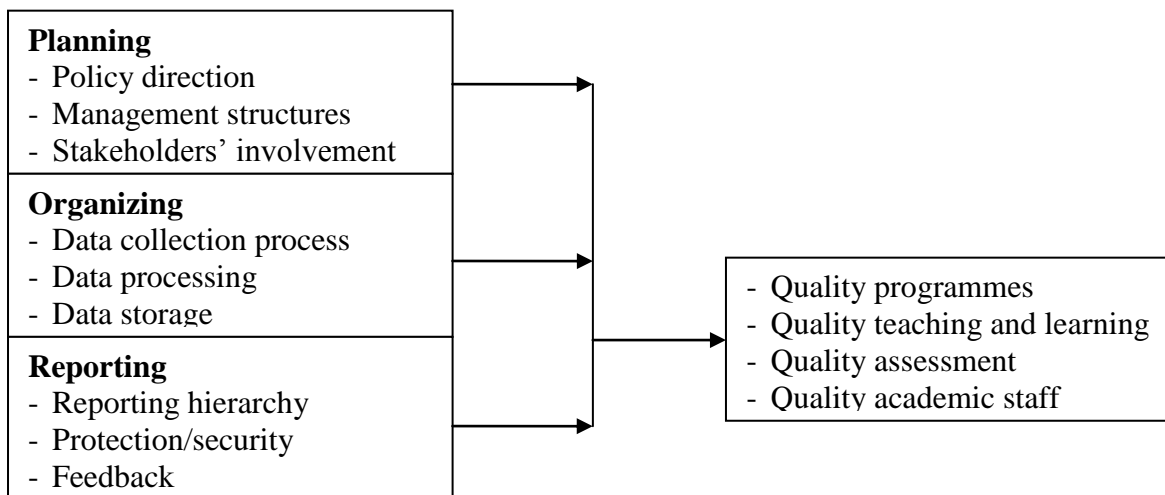 Planning
- Policy direction
- Management structures
- Stakeholders’ involvement
Organizing
- Data collection process
- Data processing
- Data storage
Reporting
- Reporting hierarchy
- Protection/security
- Feedback
- Quality programmes
- Quality teaching and learning
- Quality assessment
- Quality academic staff